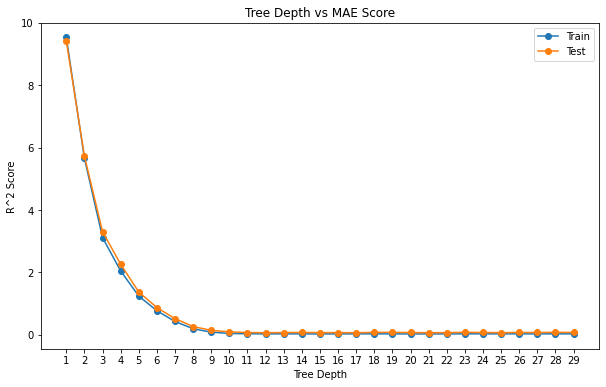 Tree Depth vs MAE Score
Train
Test
R^2 Score
10
8
6
4
2
0
1 2 3 4 5 6 7 8 9 10 11 12 13 14 15 16 17 18 19 20 21 22 23 24 25 26 27 28 29
Tree Depth